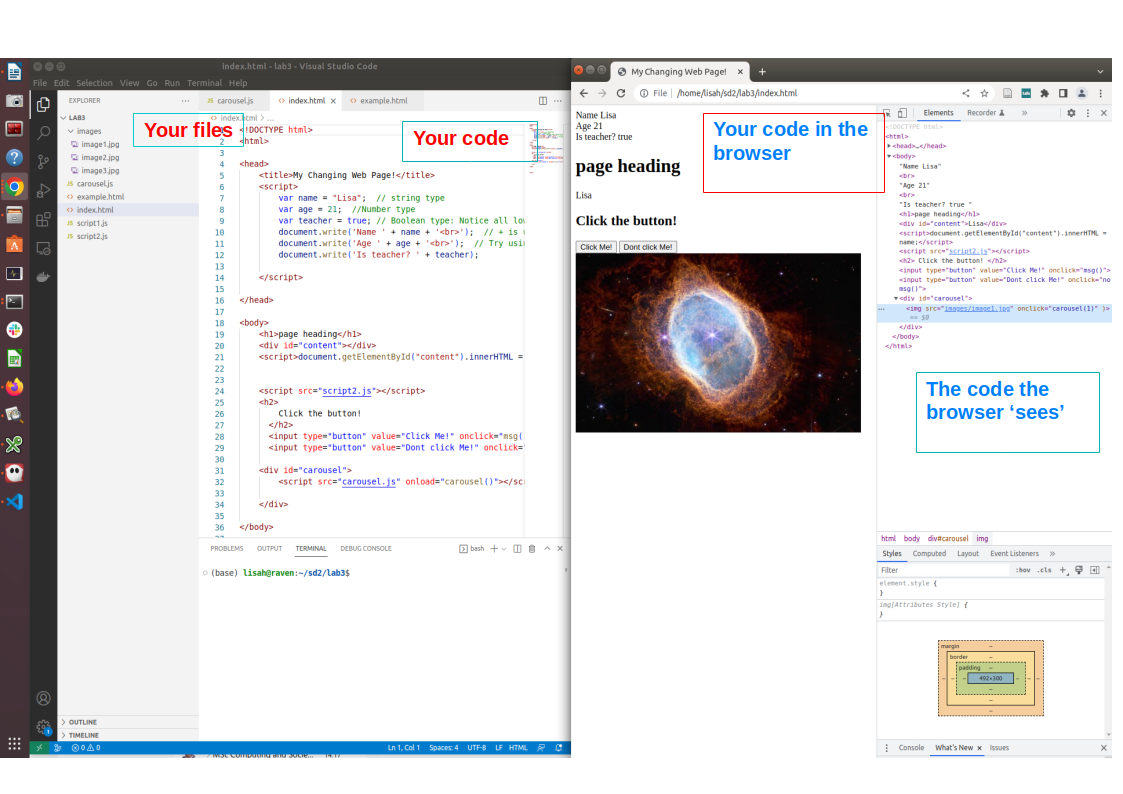 index.html - lab3 - Visual Studio Code
File Edit Selection View Go Run Terminal Help
EXPLORER
LAB3
images
image1.jpg
image2.jpg
image3.jpg
JS carousel.js
<> example.html
<> index.html
JS script1.js
JS script2.js
OUTLINE
TIMELINE
Your files
JS carousel.js <> index.html × <> example.html
<> index.html > ...
Your code
<!DOCTYPE html>
2 <html>
3
4 <head>
5 <title>My Changing Web Page!</title>
6 <script>
7 var name = "Lisa"; // string type
8 var age = 21; //Number type
9 var teacher = true; // Boolean type: Notice all lo
10 document.write('Name ' + name + '<br>'); // + is
11 document.write('Age ' + age + '<br>'); // Try usi
12 document.write('Is teacher? ' + teacher);
13
14 </script>
15
16 </head>
17
18 <body>
19 <h1>page heading</h1>
20 <div id="content"></div>
21 <script>document.getElementById("content").innerHTML =
22
23
24 <script src="script2.js"></script>
25 <h2>
26 Click the button!
27 </h2>
28 <input type="button" value="Click Me!" onclick="msg(
29 <input type="button" value="Dont click Me!" onclick=
30
31 <div id="carousel">
32 <script src="carousel.js" onload="carousel()"></sc
33
34 </div>
35
36 </body>
PROBLEMS OUTPUT TERMINAL DEBUG CONSOLE
bash
(base) lisah@raven:~/sd2/lab3$
0 0 Ln 1, Col 1 Spaces: 4 UTF-8 LF HTML
My Changing Web Page! ×
File /home/lisah/sd2/lab3/index.html
Name Lisa
Age 21
Is teacher? true
page heading
Lisa
Click the button!
Click Me! Dont click Me!
Your code in the
browser
Elements Recorder »
<!DOCTYPE html>
<html>
<head>…</head>
<body>
"Name Lisa"
<br>
"Age 21"
<br>
"Is teacher? true "
<h1>page heading</h1>
<div id="content">Lisa</div>
<script>document.getElementById("content").innerHTML =
name;</script>
<script src="script2.js"></script>
<h2> Click the button! </h2>
<input type="button" value="Click Me!" onclick="msg()">
<input type="button" value="Dont click Me!" onclick="no
msg()">
<div id="carousel">
<img src="images/image1.jpg" onclick="carousel(1)" )>
== $0
</div>
</body>
</html>
The code the
browser ‘sees’
html body div#carousel img
Styles Computed Layout Event Listeners »
Filter :hov .cls
element.style {
}
img[Attributes Style] {
}
margin –
border –
padding –
492×300
Console What's New × Issues